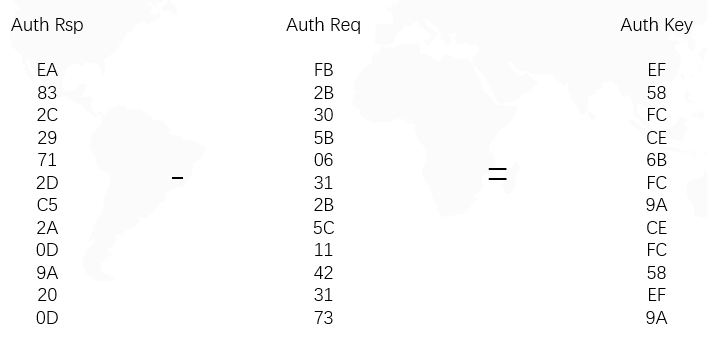 Auth Rsp Auth Req Auth Key
EA FB EF
83 2B 58
2C 30 FC
29 5B CE
71 06 6B
2D - 31 = FC
C5 2B 9A
2A 5C CE
0D 11 FC
9A 42 58
20 31 EF
0D 73 9A